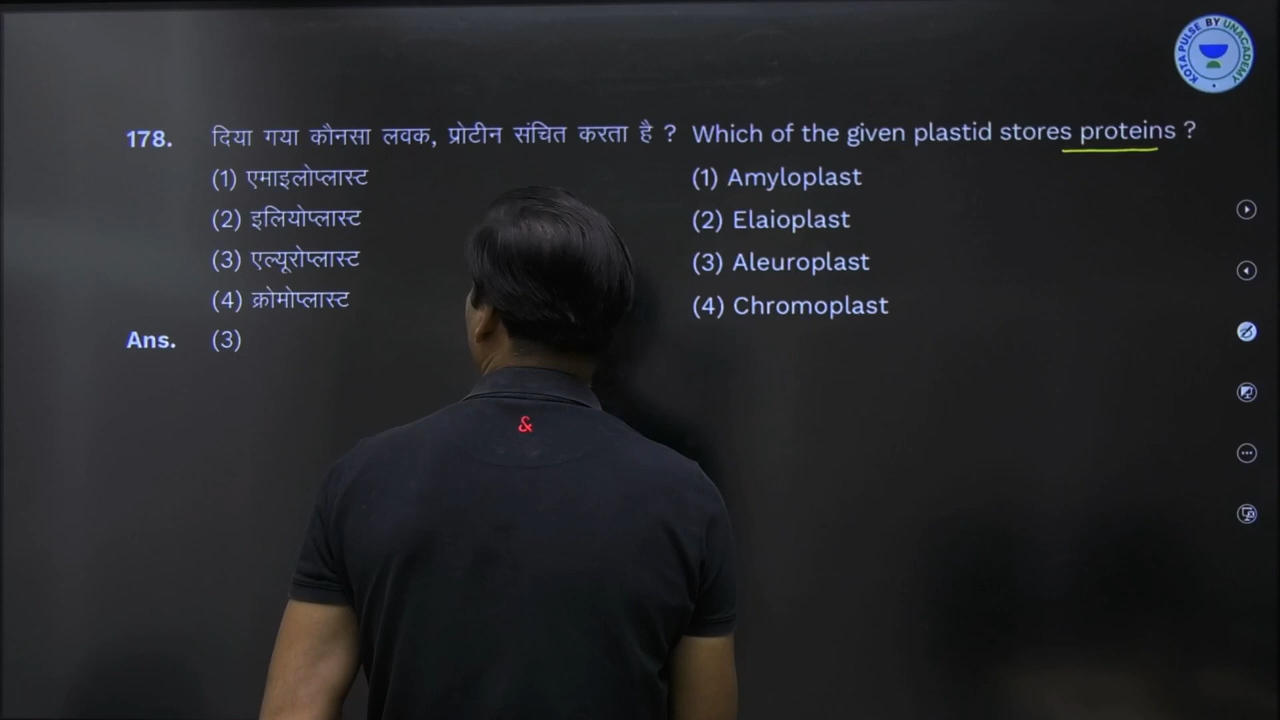 KOTA PULSE BY UNACADEMY
178. दिया गया कौनसा लवक, प्रोटीन संचित करता है ? Which of the given plastid stores proteins ?
(1) एमाइलोप्लास्ट (1) Amyloplast
(2) इलियोप्लास्ट (2) Elaioplast
(3) एल्यूरोप्लास्ट (3) Aleuroplast
(4) क्रोमोप्लास्ट (4) Chromoplast
Ans. (3)
&